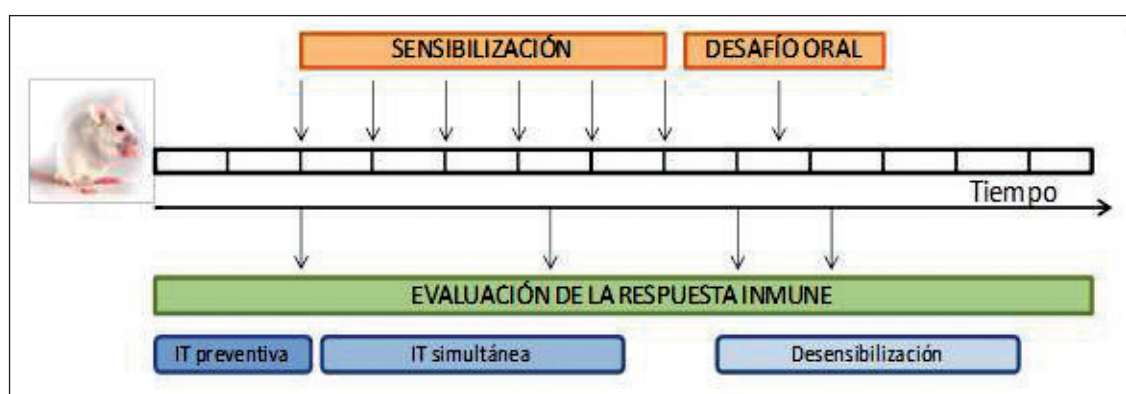 SENSIBILIZACIÓN DESAFÍO ORAL
Tiempo
EVALUACIÓN DE LA RESPUESTA INMUNE
IT preventiva IT simultánea Desensibilización